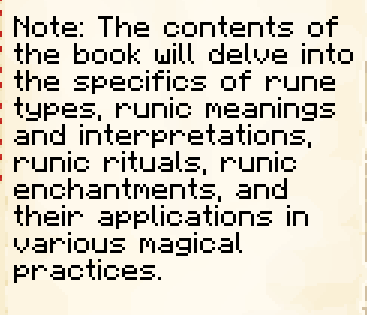 Note: The contents of
the book will delve into
the specifics of rune
types, runic meanings
and interpretations,
runic rituals, runic
enchantments, and
their applications in
various magical
practices.